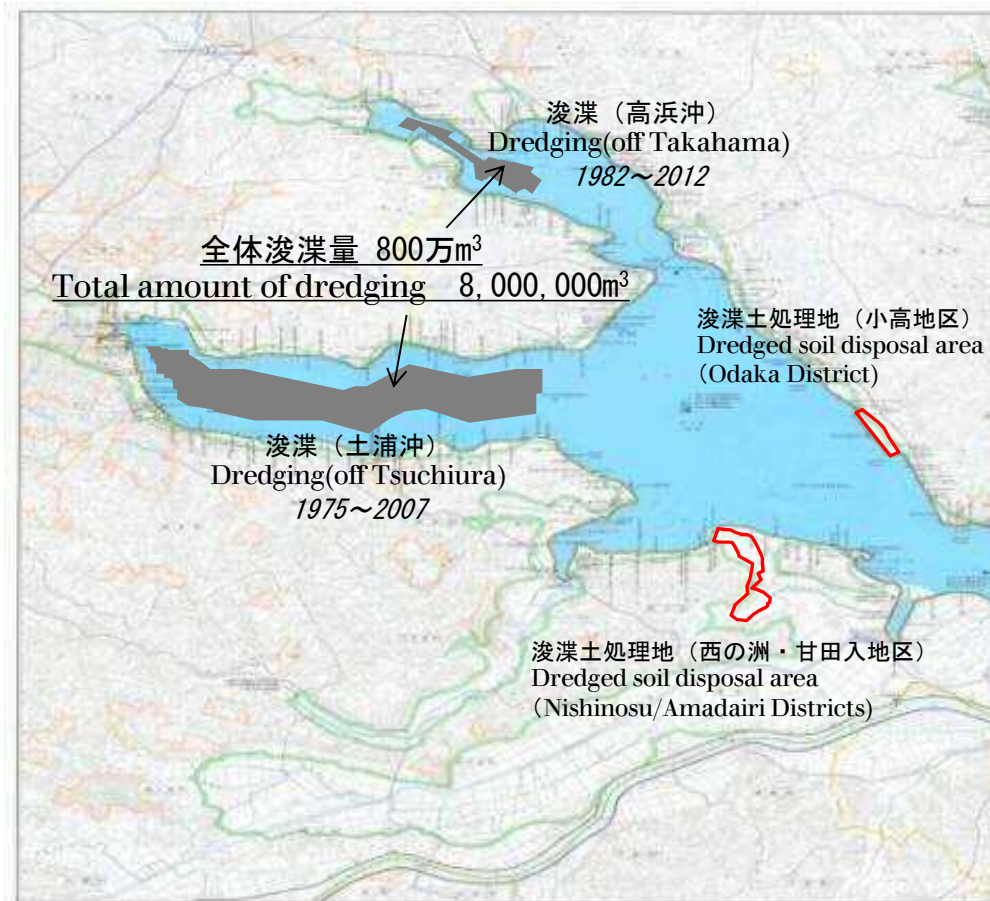 浚渫（高浜沖）
Dredging(off Takahama)
1982～2012
全体浚渫量 800万m³
Total amount of dredging 8,000,000m³
浚渫土処理地（小高地区）
Dredged soil disposal area
（Odaka District）
浚渫（土浦沖）
Dredging(off Tsuchiura)
1975～2007
浚渫土処理地（西の洲・甘田入地区）
Dredged soil disposal area
（Nishinosu/Amadairi Districts)